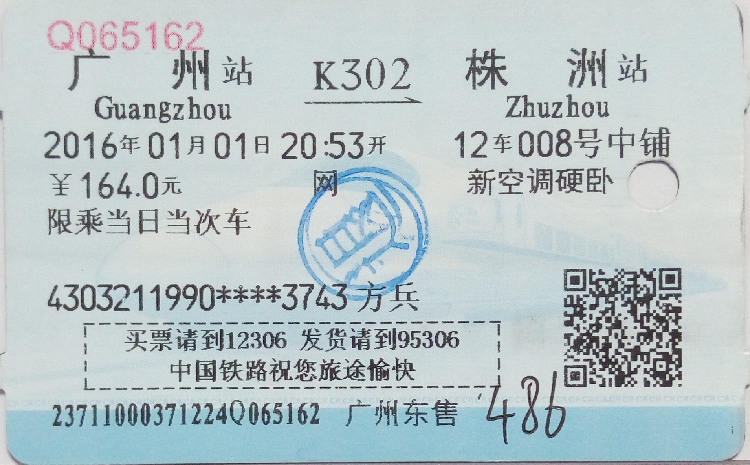 Q065162
广州站 K302 株洲站
Guangzhou Zhuzhou
2016年01月01日20:53开 12车008号中铺
￥164.0元 网 新空调硬卧
限乘当日当次车
4303211990****3743方兵
买票请到12306 发货请到95306
中国铁路祝您旅途愉快
23711000371224Q065162 广州东售 486